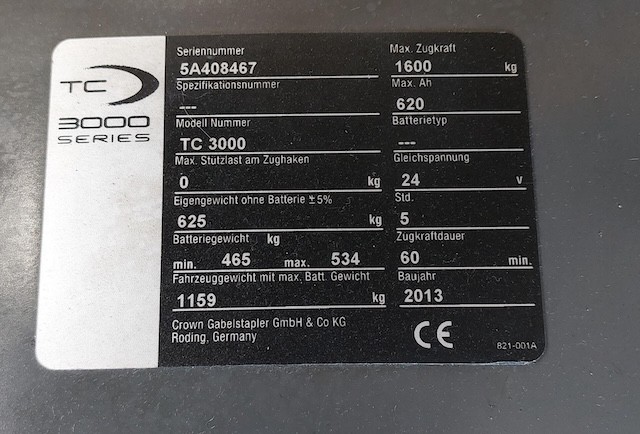 TC
3000
SERIES
Seriennummer
5A408467
Spezifikationsnummer
---
Modell Nummer
TC 3000
Max. Stützlast am Zughaken
0 kg
Eigengewicht ohne Batterie ±5%
625 kg
Batteriegewicht kg
min. 465 max. 534
Fahrzeuggewicht mit max. Batt. Gewicht
1159 kg
Crown Gabelstapler GmbH & Co KG
Roding, Germany
Max. Zugkraft
1600 kg
Max. Ah
620
Batterietyp
---
Gleichspannung
24 v
Std.
5
Zugkraftdauer
60 min.
Baujahr
2013
CE
821-001A